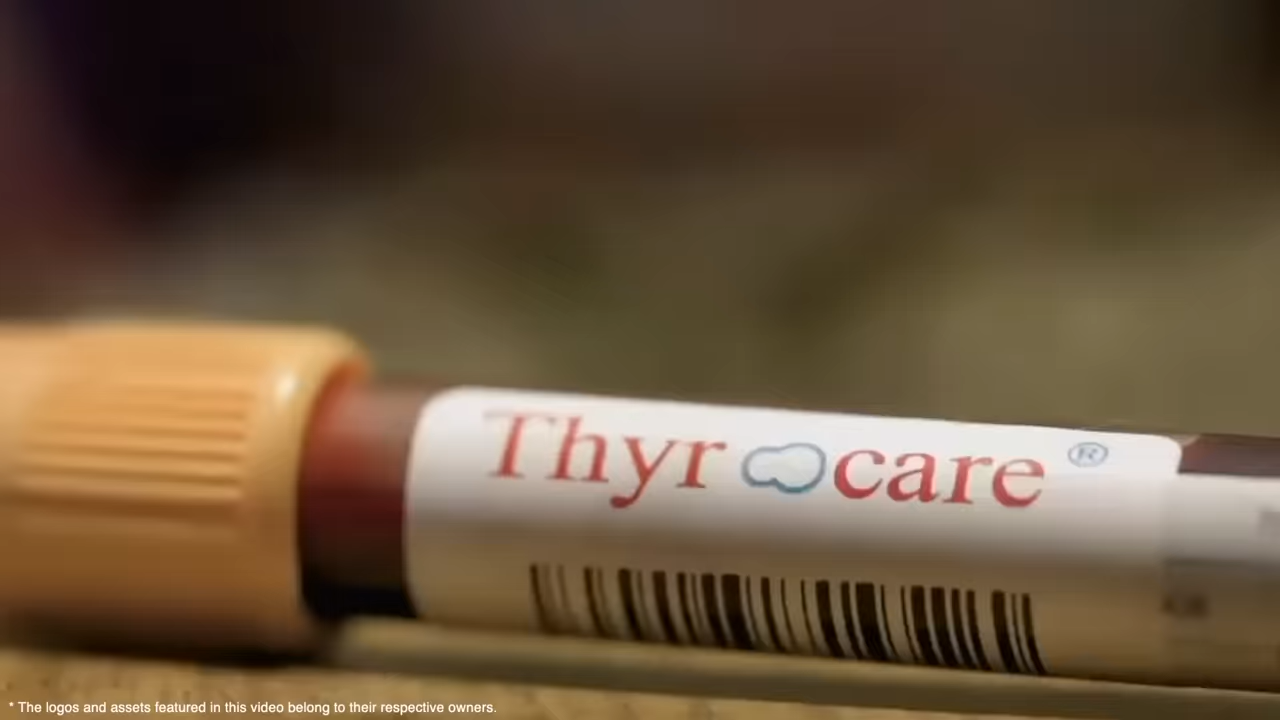 Thyrocare ®
* The logos and assets featured in this video belong to their respective owners.